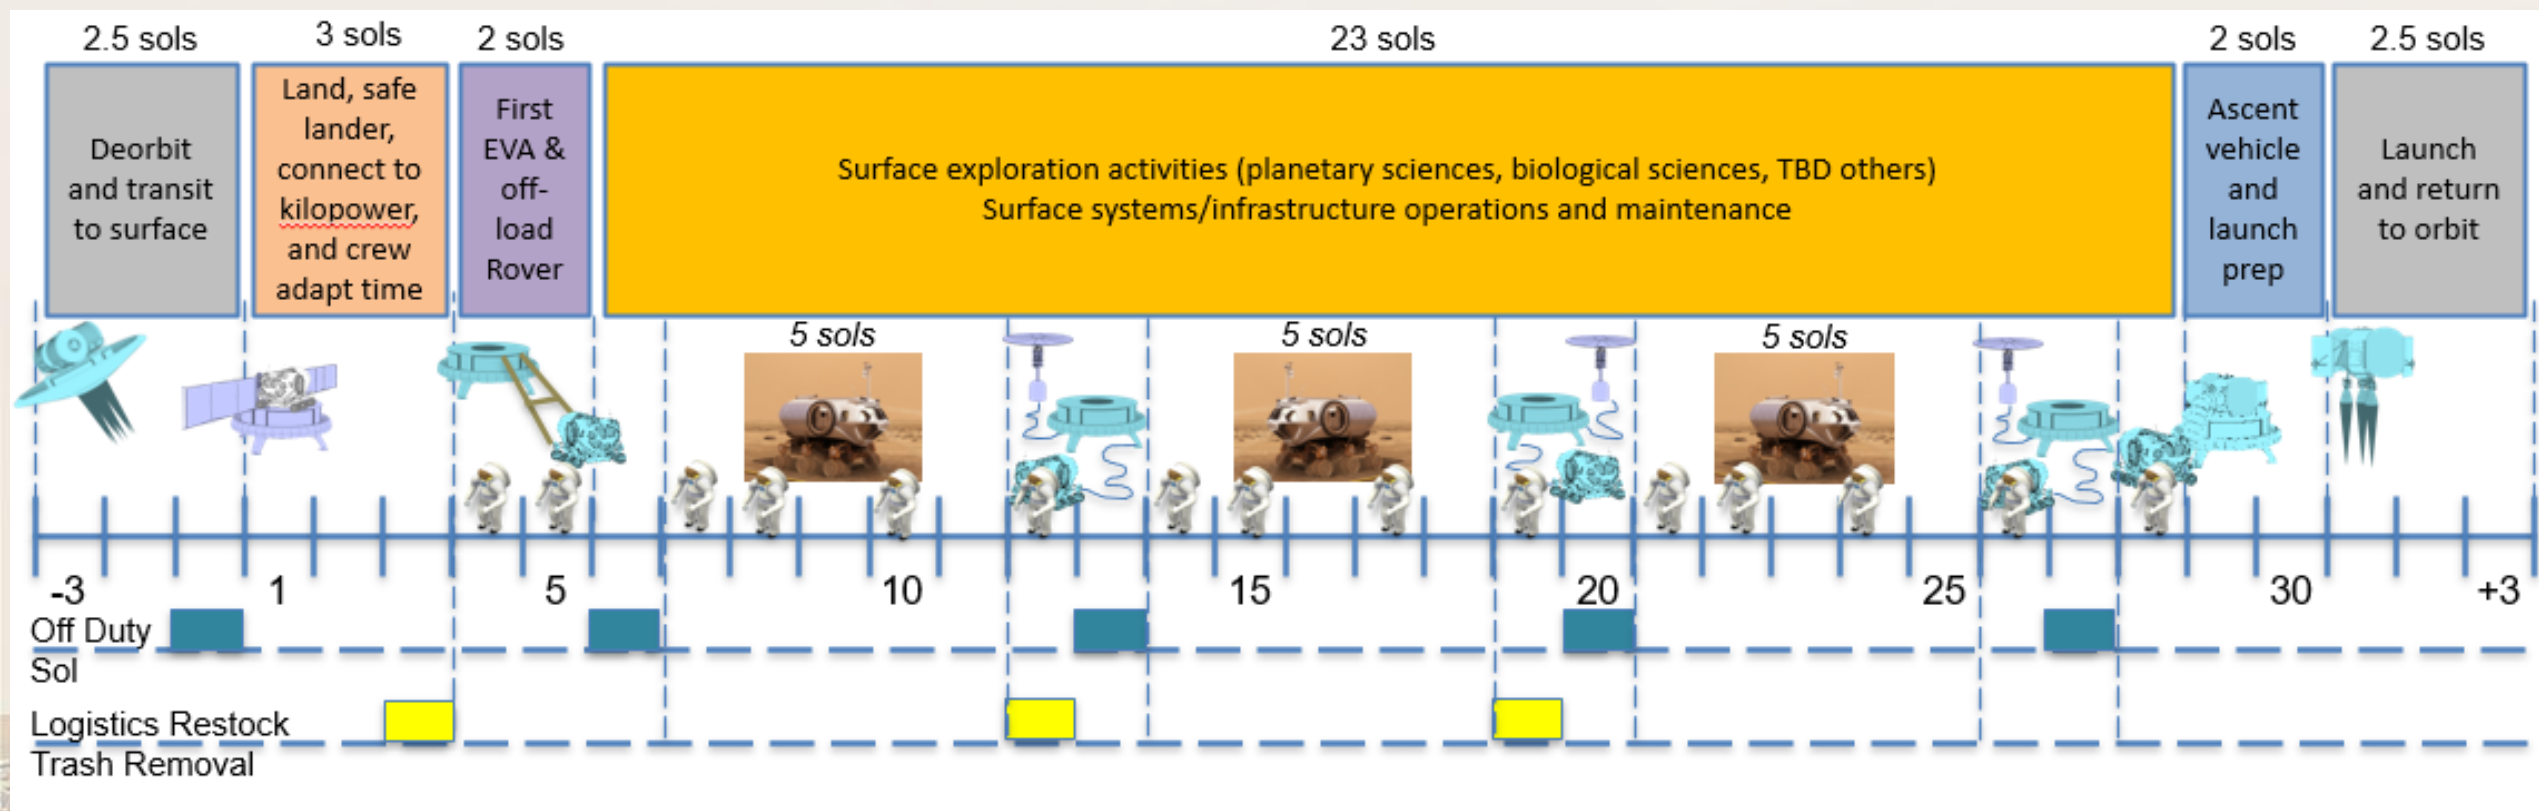 2.5 sols
3 sols
2 sols
23 sols
2 sols
2.5 sols
Deorbit
and transit
to surface
Land, safe
lander,
connect to
kilopower,
and crew
adapt time
First
EVA &
off-
load
Rover
Surface exploration activities (planetary sciences, biological sciences, TBD others)
Surface systems/infrastructure operations and maintenance
Ascent
vehicle
and
launch
prep
Launch
and return
to orbit
5 sols
5 sols
5 sols
-3
1
5
10
15
20
25
30
+3
Off Duty
Sol
Logistics Restock
Trash Removal